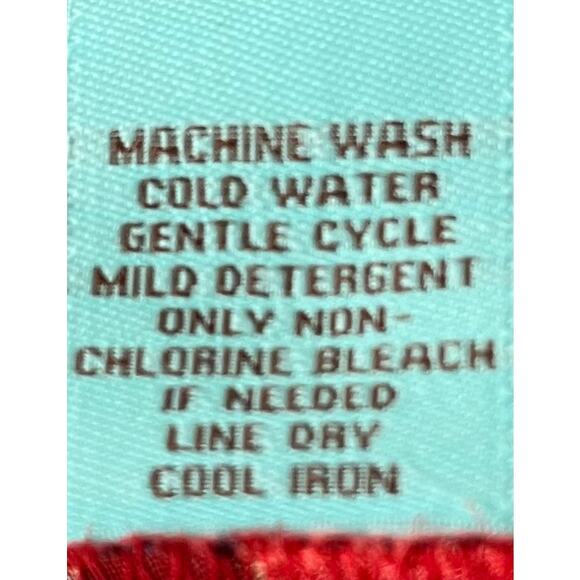 MACHINE WASH
COLD WATER
GENTLE CYCLE
MILD DETERGENT
ONLY NON-
CHLORINE BLEACH
IF NEEDED
LINE DRY
COOL IRON